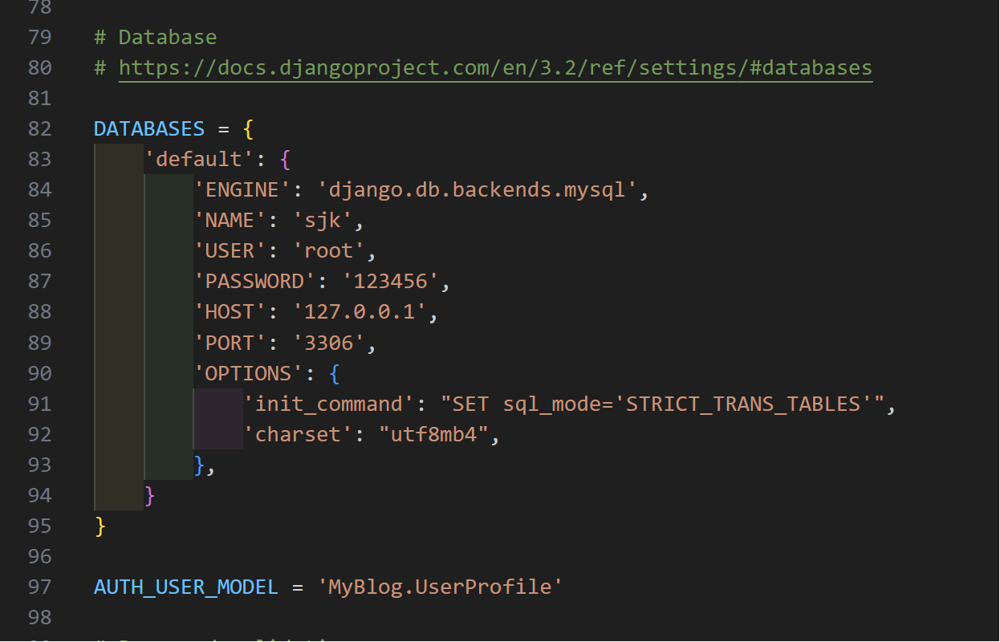 78
79 # Database
80 # https://docs.djangoproject.com/en/3.2/ref/settings/#databases
81
82 DATABASES = {
83     'default': {
84         'ENGINE': 'django.db.backends.mysql',
85         'NAME': 'sjk',
86         'USER': 'root',
87         'PASSWORD': '123456',
88         'HOST': '127.0.0.1',
89         'PORT': '3306',
90         'OPTIONS': {
91             'init_command': "SET sql_mode='STRICT_TRANS_TABLES'",
92             'charset': "utf8mb4",
93         },
94     }
95 }
96
97 AUTH_USER_MODEL = 'MyBlog.UserProfile'
98